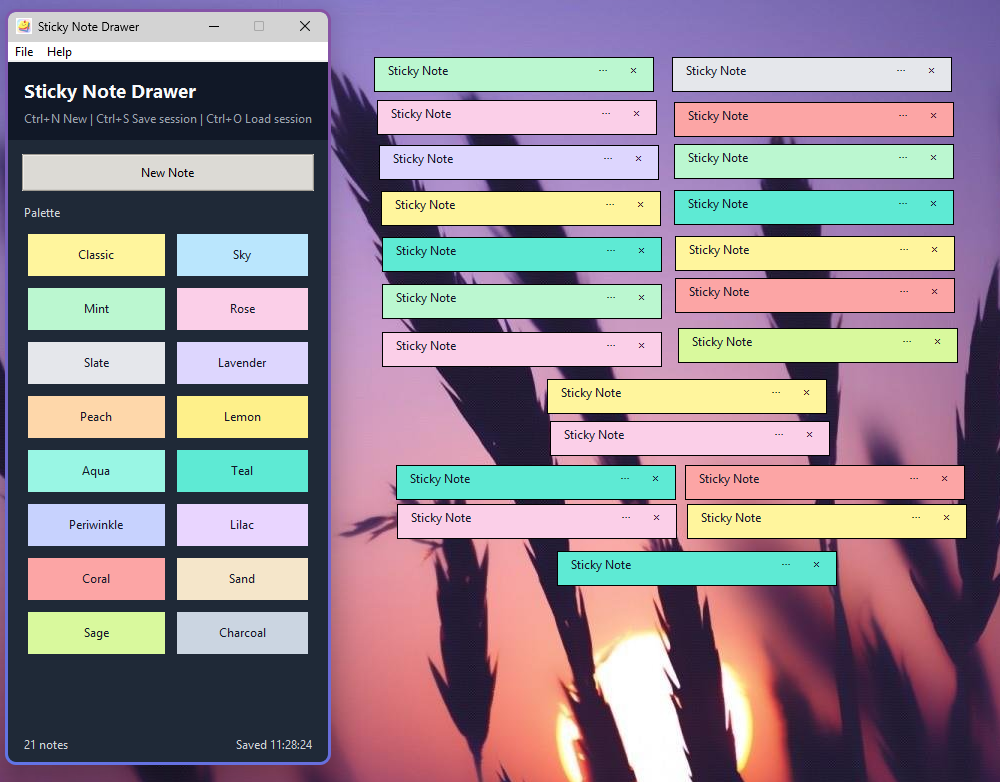 Sticky Note Drawer
File Help
Sticky Note Drawer
Ctrl+N New | Ctrl+S Save session | Ctrl+O Load session
New Note
Palette
Classic Sky
Mint Rose
Slate Lavender
Peach Lemon
Aqua Teal
Periwinkle Lilac
Coral Sand
Sage Charcoal
21 notes Saved 11:28:24
Sticky Note ... × Sticky Note ... ×
Sticky Note ... × Sticky Note ... ×
Sticky Note ... × Sticky Note ... ×
Sticky Note ... × Sticky Note ... ×
Sticky Note ... × Sticky Note ... ×
Sticky Note ... × Sticky Note ... ×
Sticky Note ... × Sticky Note ... ×
Sticky Note ... ×
Sticky Note ... ×
Sticky Note ... × Sticky Note ... ×
Sticky Note ... × Sticky Note ... ×
Sticky Note ... ×